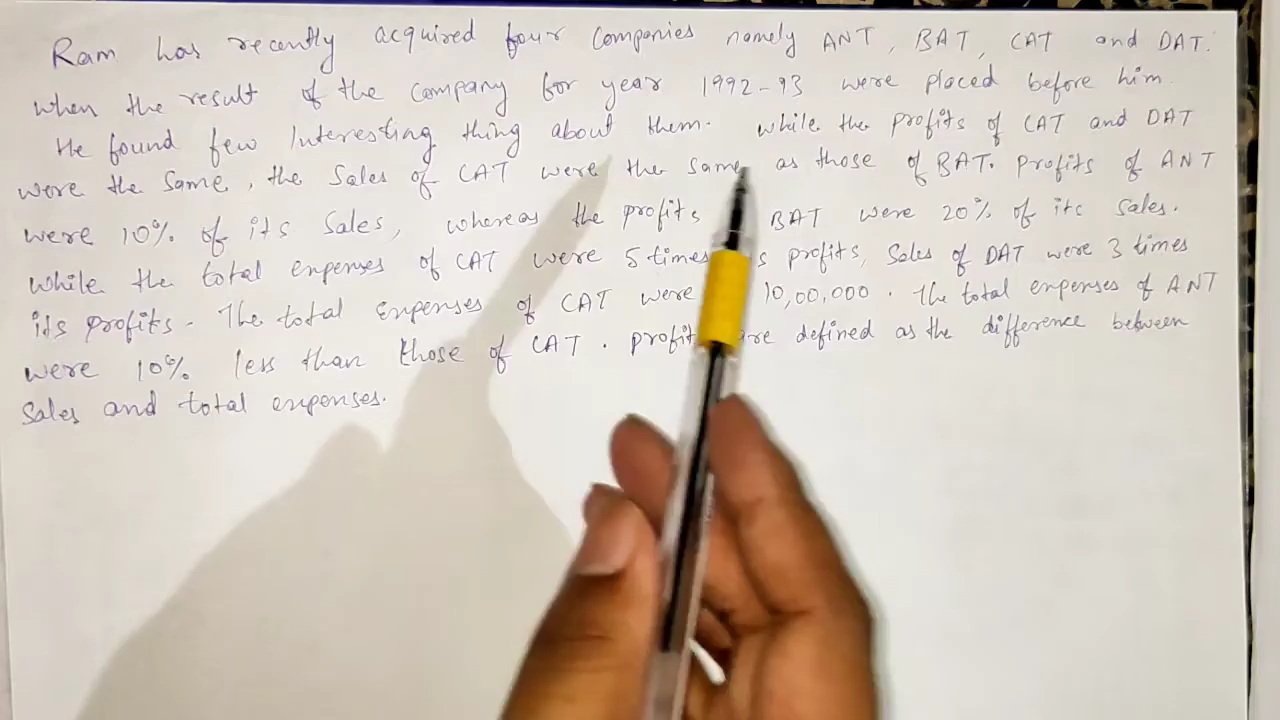 Ram has recently acquired four Companies namely ANT, BAT, CAT and DAT.
when the result of the Company for year 1992-93 were placed before him.
He found few Interesting thing about them. while the profits of CAT and DAT
were the same, the Sales of CAT were the same as those of BAT. profits of ANT
were 10% of its Sales, whereas the profits BAT were 20% of its Sales.
while the total expenses of CAT were 5 times profits, Sales of DAT were 3 times
its profits. The total expenses of CAT were 10,00,000. The total expenses of ANT
were 10% less than those of CAT. defined as the difference between
Sales and total expenses.